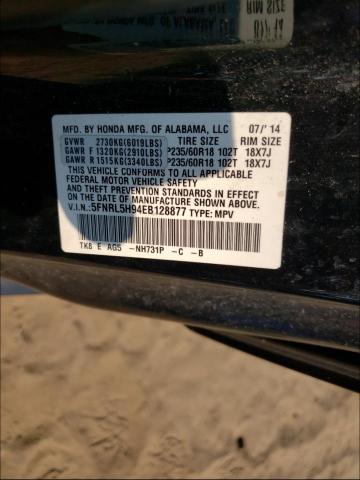 MFD. BY HONDA MFG. OF ALABAMA, LLC 07/'14
GVWR 2730KG(6019LBS) TIRE SIZE RIM SIZE
GAWR F 1320KG(2910LBS) P235/60R18 102T 18X7J
GAWR R 1515KG(3340LBS) P235/60R18 102T 18X7J
THIS VEHICLE CONFORMS TO ALL APPLICABLE
FEDERAL MOTOR VEHICLE SAFETY
AND THEFT PREVENTION STANDARDS IN EFFECT
ON THE DATE OF MANUFACTURE SHOWN ABOVE.
V.I.N.: 5FNRL5H94EB128877 TYPE: MPV
TK8 E AG5 -NH731P -C -B